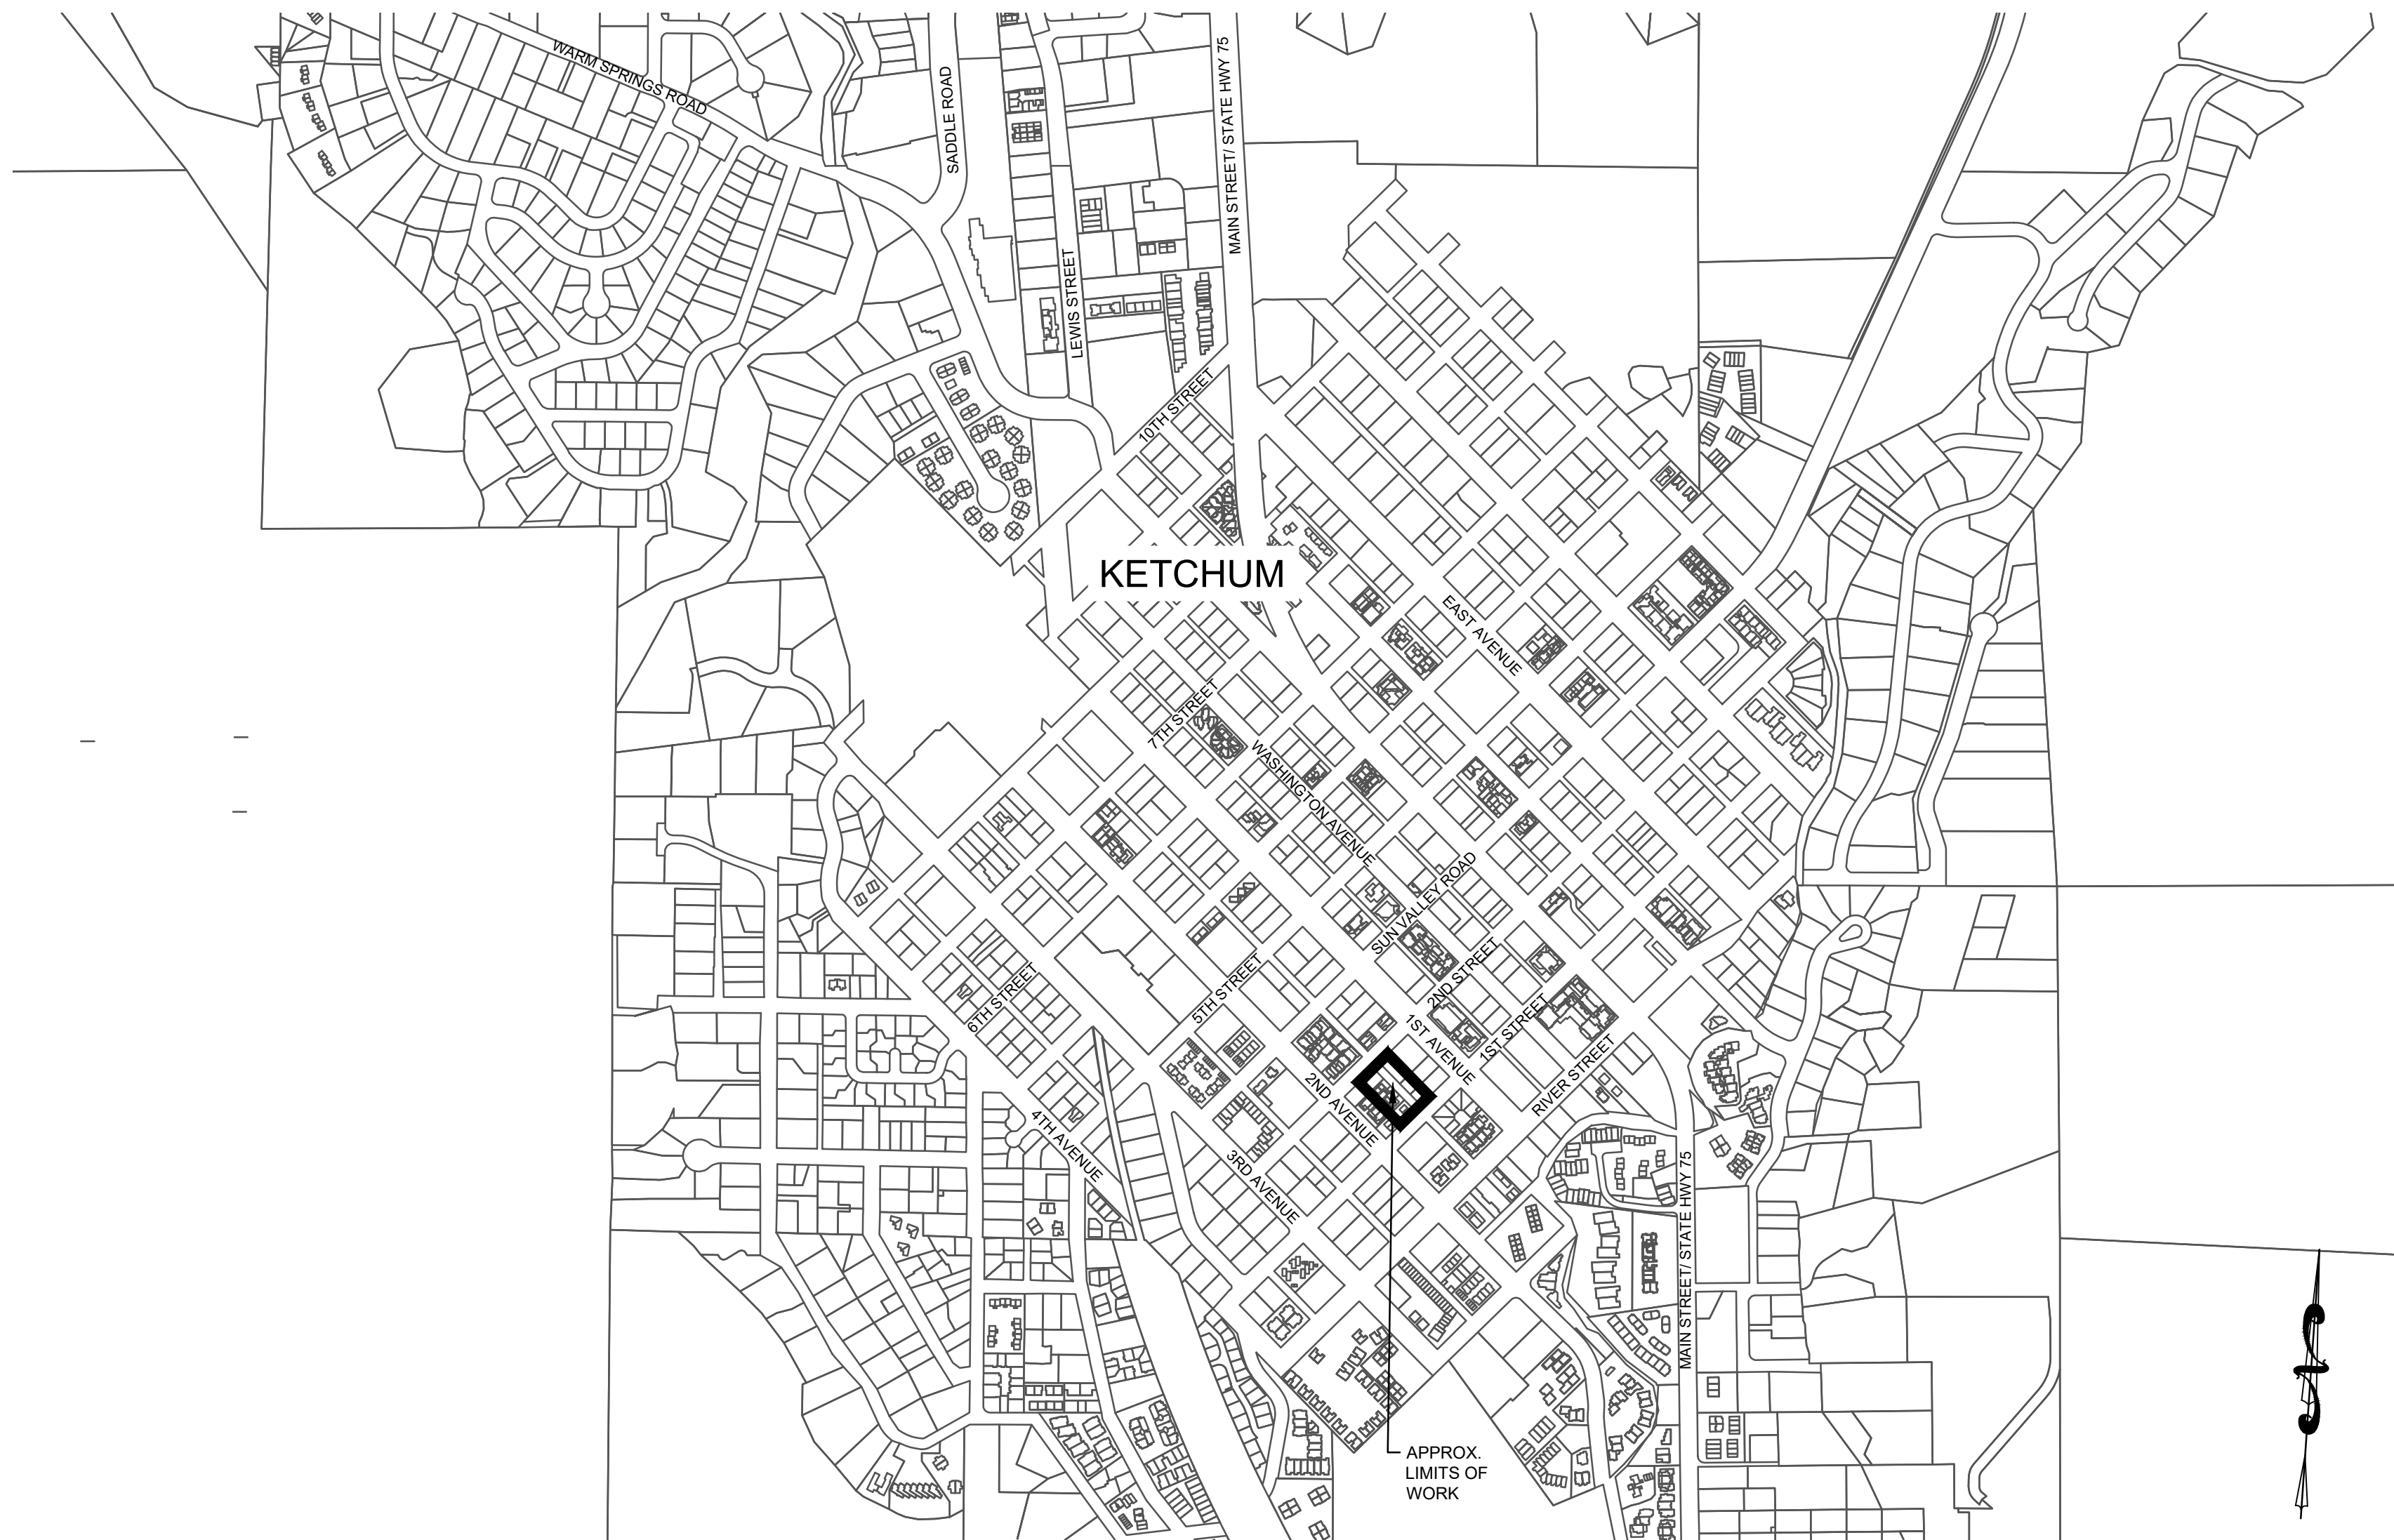 WARM SPRINGS ROAD
SADDLE ROAD
MAIN STREET/ STATE HWY 75
LEWIS STREET
10TH STREET
KETCHUM
EAST AVENUE
7TH STREET
WASHINGTON AVENUE
SUN VALLEY ROAD
2ND STREET
5TH STREET
6TH STREET
1ST STREET
1ST AVENUE
RIVER STREET
2ND AVENUE
4TH AVENUE
3RD AVENUE
MAIN STREET/ STATE HWY 75
APPROX.
LIMITS OF
WORK